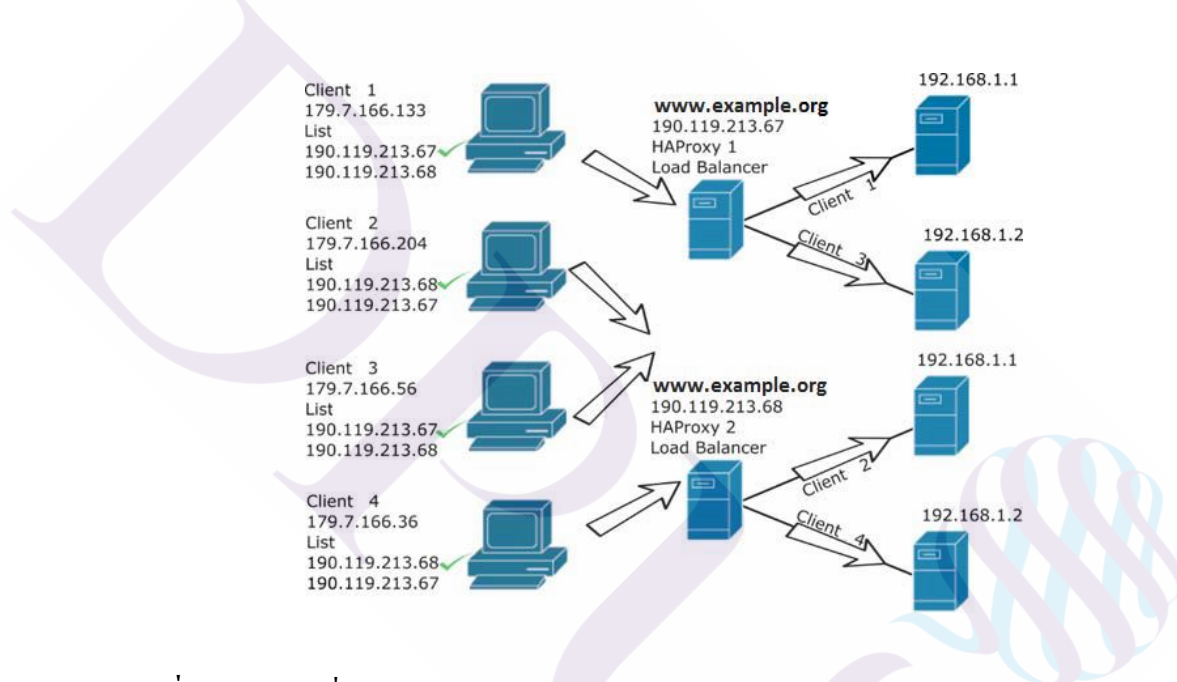 Client 1
179.7.166.133
List
190.119.213.67
190.119.213.68
www.example.org
190.119.213.67
HAProxy 1
Load Balancer
192.168.1.1
Client 1
Client 3
192.168.1.2
Client 2
179.7.166.204
List
190.119.213.68
190.119.213.67
Client 3
179.7.166.56
List
190.119.213.67
190.119.213.68
www.example.org
190.119.213.68
HAProxy 2
Load Balancer
192.168.1.1
Client 2
Client 4
192.168.1.2
Client 4
179.7.166.36
List
190.119.213.68
190.119.213.67